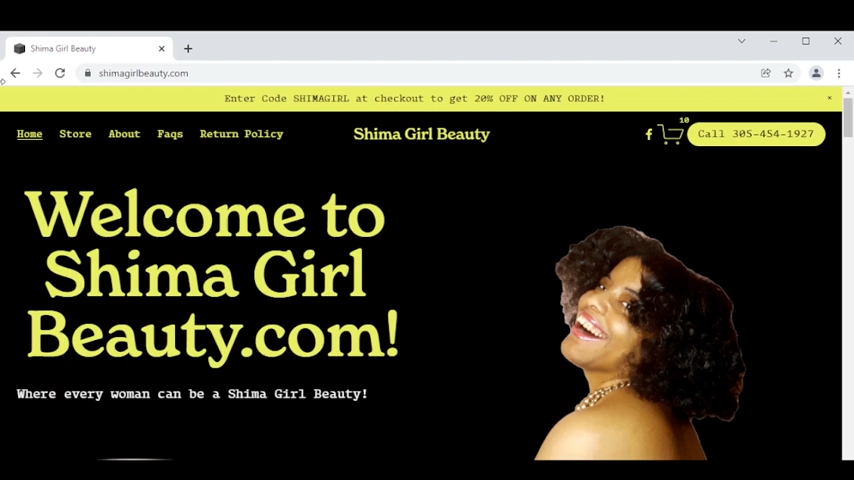 Shima Girl Beauty
shimagirlbeauty.com
Enter Code SHIMAGIRL at checkout to get 20% OFF ON ANY ORDER!
Home Store About Faqs Return Policy Shima Girl Beauty 10 Call 305-454-1927
Welcome to
Shima Girl
Beauty.com!
Where every woman can be a Shima Girl Beauty!